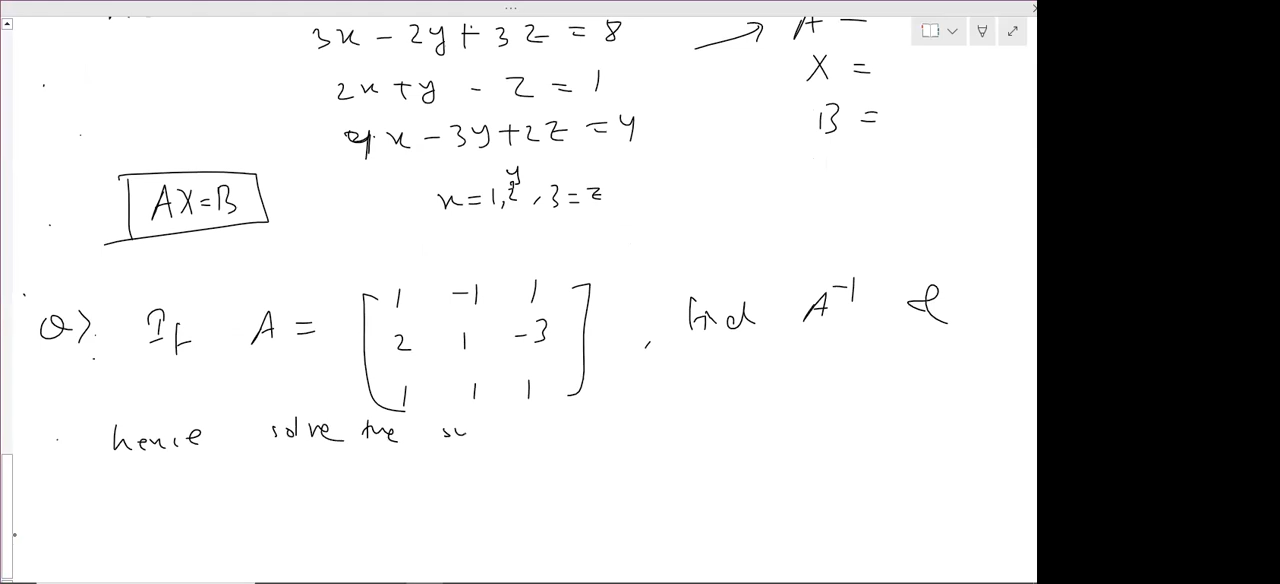 3x - 2y + 3z = 8
2x + y - z = 1
4x - 3y + 2z = 4
X =
B =
AX = B
x = 1, 2, 3 = z
y
Q> If A = [ 1 -1 1
2 1 -3
1 1 1 ] , find A⁻¹ &
hence solve the